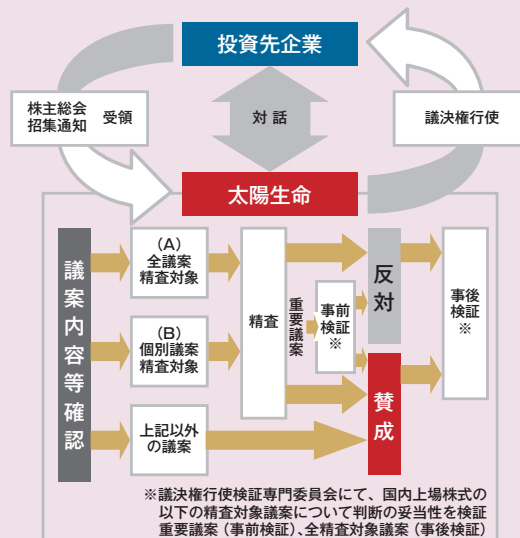 投資先企業
株主総会
招集通知
受領
対話
議決権行使
太陽生命
議案内容等確認
(A)
全議案
精査対象
(B)
個別議案
精査対象
上記以外
の議案
精査
重要議案
事前
検証
※
反対
賛成
事後
検証
※
※議決権行使検証専門委員会にて、国内上場株式の
以下の精査対象議案について判断の妥当性を検証
重要議案（事前検証）、全精査対象議案（事後検証）